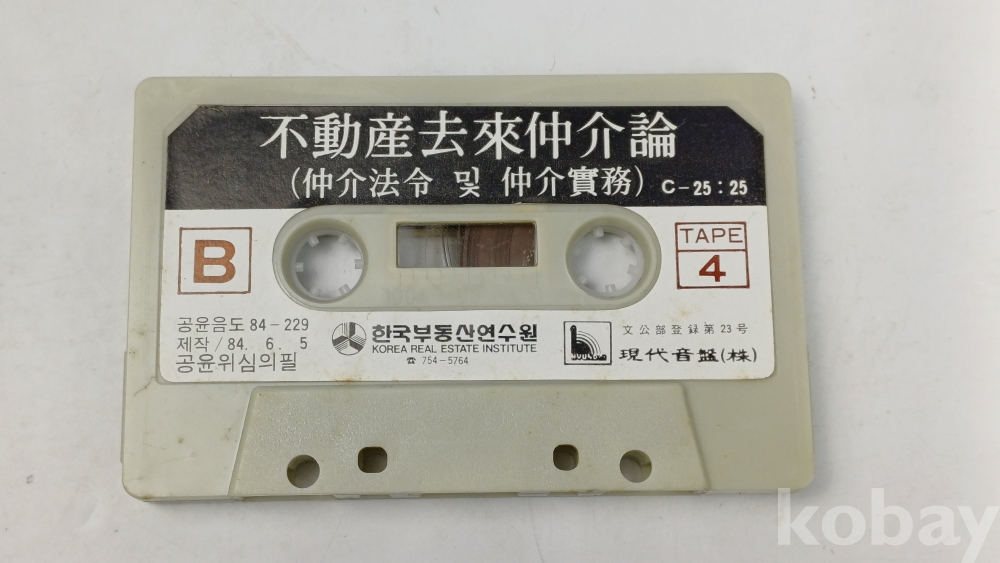 不動産去來仲介論
(仲介法令 및 仲介實務) C-25:25
B
TAPE
4
공윤음도 84-229
제작/84. 6. 5
공윤위심의필
한국부동산연수원
KOREA REAL ESTATE INSTITUTE
☎ 754-5764
文公部登録第23号
現代音盤(株)
kobay